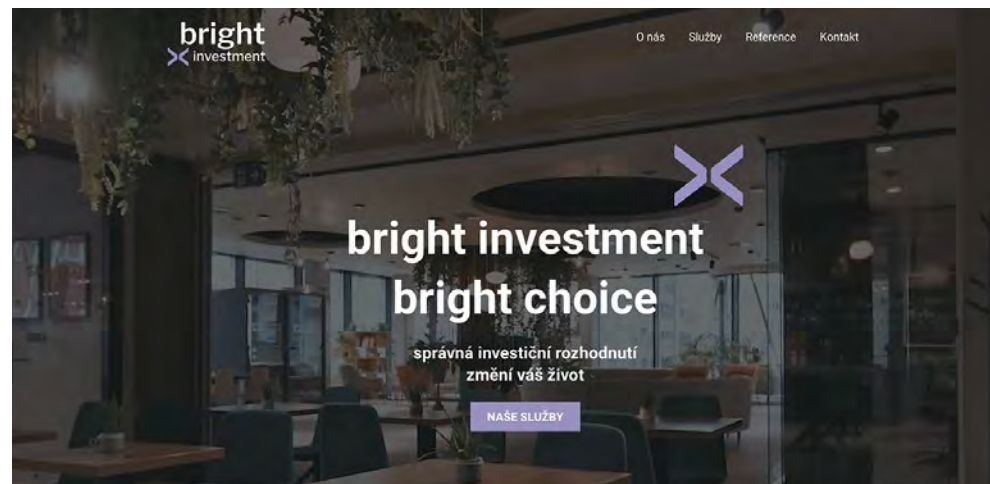 bright
investment
O nás
Služby
Reference
Kontakt
bright investment
bright choice
správná investiční rozhodnutí
změní váš život
NAŠE SLUŽBY